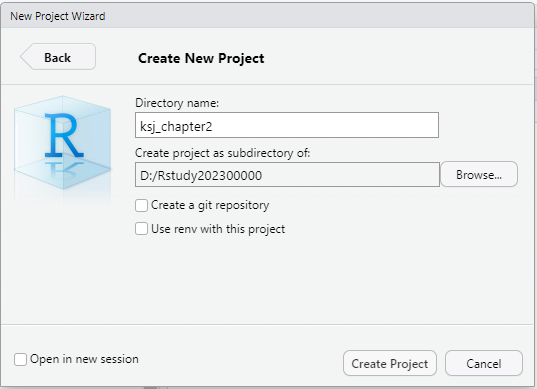 New Project Wizard
Back
Create New Project
R
Directory name:
ksj_chapter2
Create project as subdirectory of:
D:/Rstudy202300000
Browse...
Create a git repository
Use renv with this project
Open in new session
Create Project
Cancel